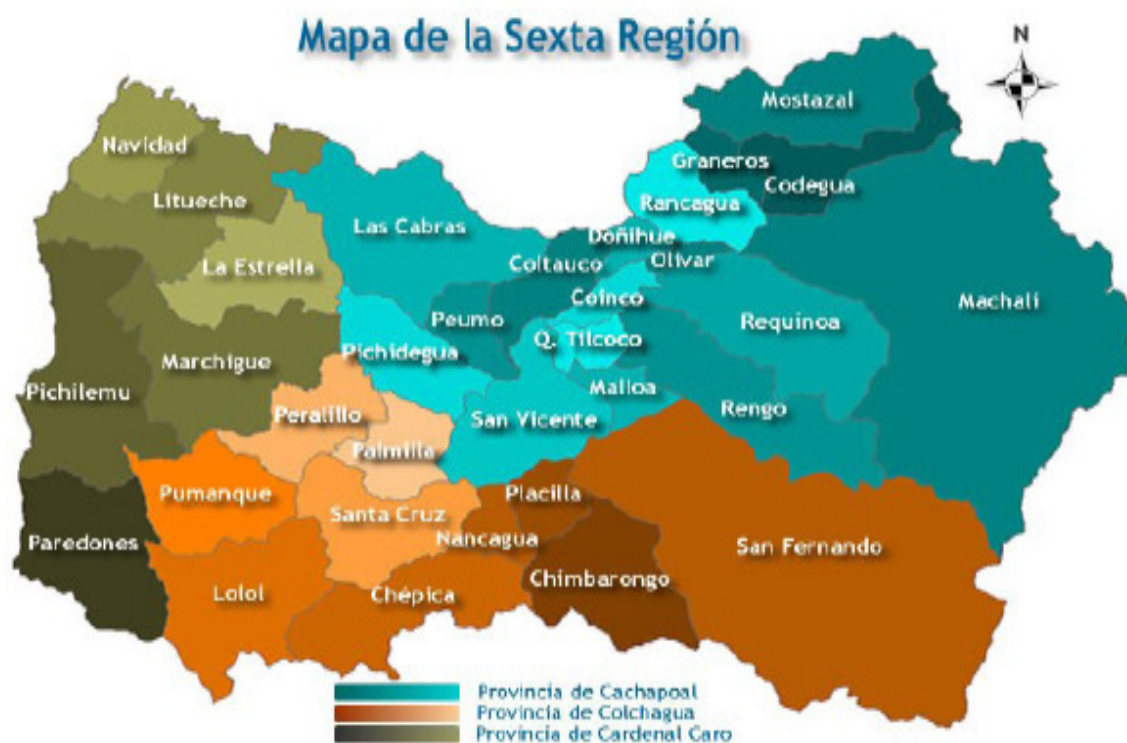 Mapa de la Sexta Región
N
Mostazal
Navidad
Graneros
Codegua
Litueche
Rancagua
Las Cabras
Doñihue
La Estrella
Coltauco
Olivar
Coinco
Machalí
Peumo
Requínoa
Q. Tilcoco
Pichidegua
Marchigue
Pichilemu
Malloa
Peralillo
San Vicente
Rengo
Palmilla
Pumanque
Placilla
Santa Cruz
Paredones
Nancagua
San Fernando
Chimbarongo
Lolol
Chépica
Provincia de Cachapoal
Provincia de Colchagua
Provincia de Cardenal Caro